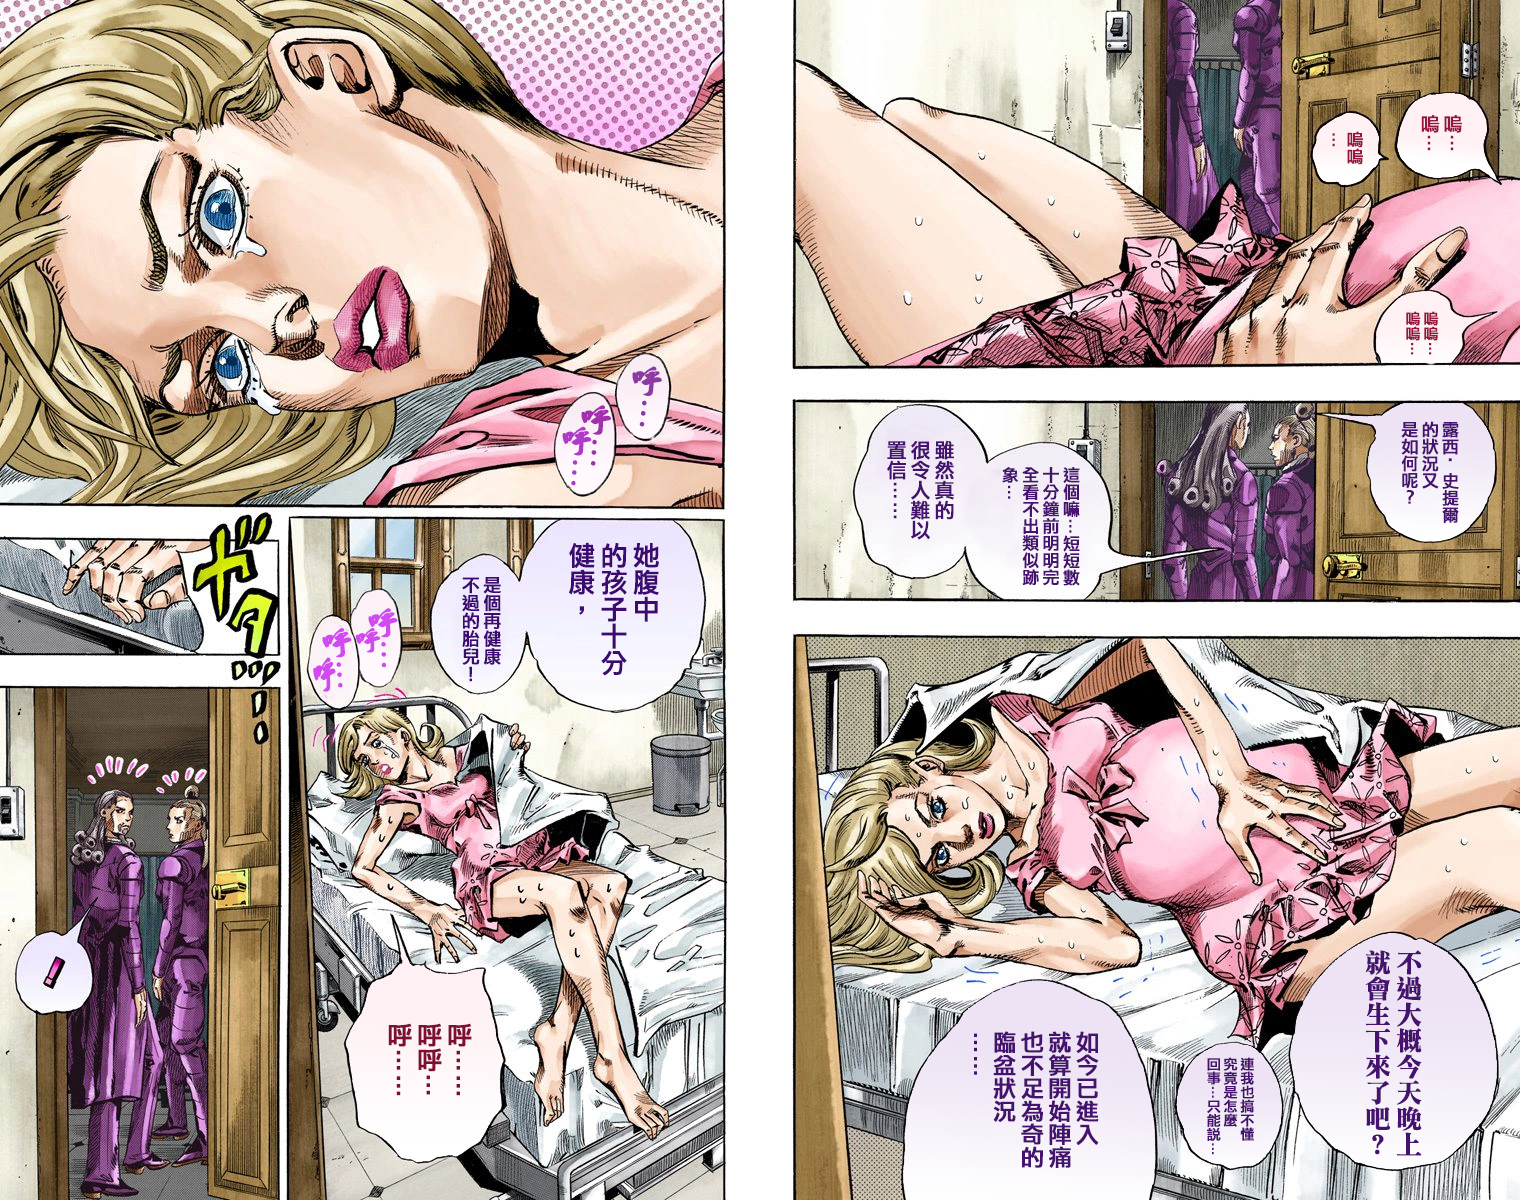 嗚
嗚…
嗚嗚
…
嗚嗚…
嗚嗚…
露西·史提爾
的狀況又
是如何呢？
這個嘛…短短數
十分鐘前明明完
全看不出類似跡
象…
雖然真的
很令人難以
置信……
不過大概今天晚上
就會生下來了吧？
連我也搞不懂
究竟是怎麼
回事…只能說…
如今已進入
就算開始陣痛
也不足為奇的
臨盆狀況
……
呼…
呼…
呼…
她腹中
的孩子十分
健康，
是個再健康
不過的胎兒！
呼…
呼…
呼…
呼…
呼……
呼呼…
呼……
ガタ…
！